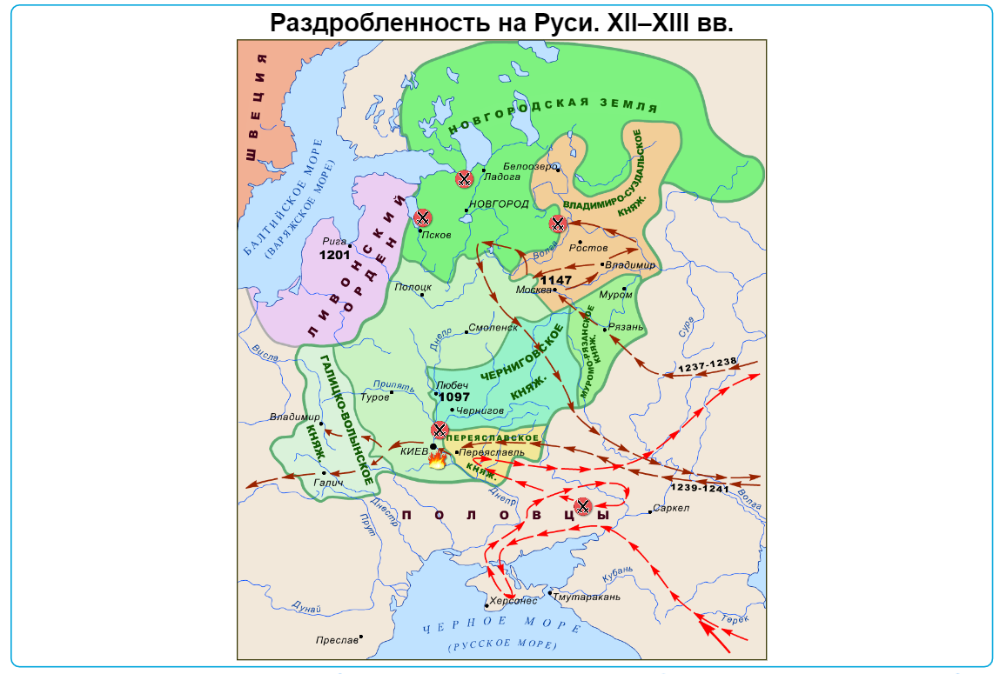 Раздробленность на Руси. XII–XIII вв.
ШВЕЦИЯ
НОВГОРОДСКАЯ ЗЕМЛЯ
БАЛТИЙСКОЕ МОРЕ
(ВАРЯЖСКОЕ МОРЕ)
Белоозеро
Ладога
ВЛАДИМИРО-СУЗДАЛЬСКОЕ
КНЯЖ.
НОВГОРОД
Псков
ЛИВОНСКИЙ
ОРДЕН
Рига
1201
Волга
Ростов
Владимир
1147
Москва
Полоцк
Муром
Смоленск
Днепр
Рязань
МУРОМО-РЯЗАНСКОЕ
КНЯЖ.
Сура
Висла
ЧЕРНИГОВСКОЕ
КНЯЖ.
1237-1238
ГАЛИЦКО-ВОЛЫНСКОЕ
КНЯЖ.
Припять
Туров
Любеч
1097
Чернигов
Владимир
ПЕРЕЯСЛАВСКОЕ
КНЯЖ.
КИЕВ
Переяславль
Галич
1239-1241
Днепр
Волга
Днестр
Прут
ПОЛОВЦЫ
Саркел
Кубань
Херсонес
Тмутаракань
Дунай
Терек
ЧЕРНОЕ МОРЕ
(РУССКОЕ МОРЕ)
Преслав